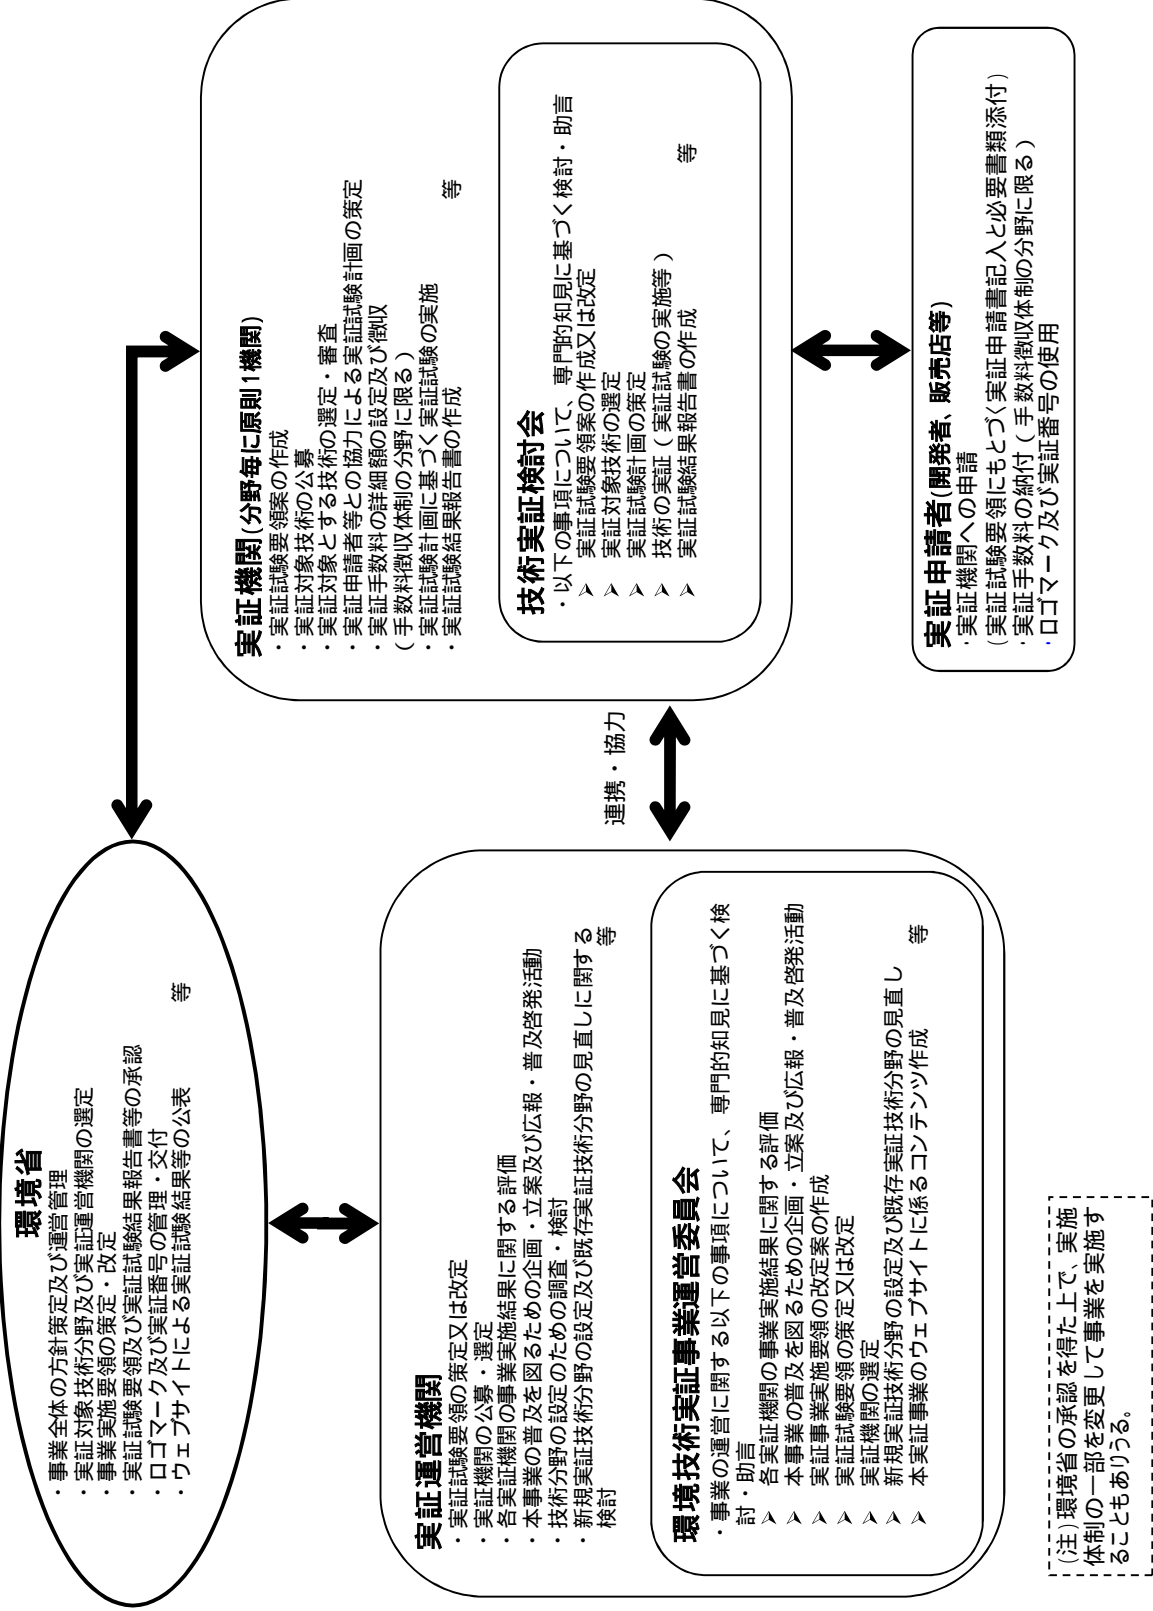 環境省
・事業全体の方針策定及び運営管理
・実証対象技術分野及び実証運営機関の選定
・事業実施要領の策定・改定
・実証試験要領及び実証試験結果報告書等の承認
・ロゴマーク及び実証番号の管理・交付
・ウェブサイトによる実証試験結果等の公表
等
実証機関(分野毎に原則1機関)
・実証試験要領案の作成
・実証対象技術の公募
・実証対象とする技術の選定・審査
・実証申請者等との協力による実証試験計画の策定
・実証手数料の詳細額の設定及び徴収
(手数料徴収体制の分野に限る)
・実証試験計画に基づく実証試験の実施
・実証試験結果報告書の作成
等
技術実証検討会
・以下の事項について、専門的知見に基づく検討・助言
➢ 実証試験要領案の作成又は改定
➢ 実証対象技術の選定
➢ 実証試験計画の策定
➢ 技術の実証(実証試験の実施等)
➢ 実証試験結果報告書の作成
等
連携・協力
実証運営機関
・実証試験要領の策定又は改定
・実証機関の公募・選定
・各実証機関の事業実施結果に関する評価
・本事業の普及を図るための企画・立案及び広報・普及啓発活動
・技術分野の設定のための調査・検討
・新規実証技術分野の設定及び既存実証技術分野の見直しに関する
検討
等
環境技術実証事業運営委員会
・事業の運営に関する以下の事項について、専門的知見に基づく検
討・助言
➢ 各実証機関の事業実施結果に関する評価
➢ 本事業の普及を図るための企画・立案及び広報・普及啓発活動
➢ 実証事業実施要領の改定案の作成
➢ 実証試験要領の策定又は改定
➢ 実証機関の選定
➢ 新規実証技術分野の設定及び既存実証技術分野の見直し
➢ 本実証事業のウェブサイトに係るコンテンツ作成
等
実証申請者(開発者、販売店等)
・実証機関への申請
(実証試験要領にもとづく実証申請書記入と必要書類添付)
・実証手数料の納付(手数料徴収体制の分野に限る)
・ロゴマーク及び実証番号の使用
(注)環境省の承認を得た上で、実施
体制の一部を変更して事業を実施す
ることもありうる。